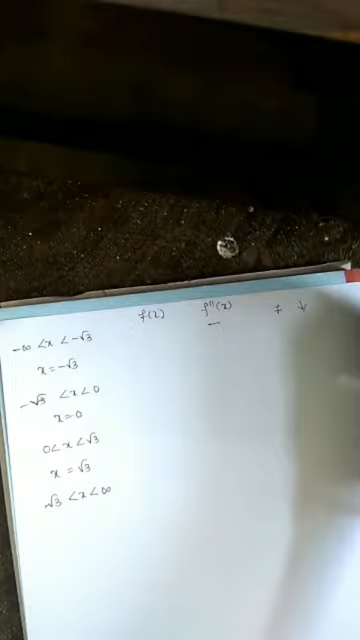 f(x) f"(x) f ↓
-∞ < x < -√3 —
x = -√3
-√3 < x < 0
x = 0
0 < x < √3
x = √3
√3 < x < ∞